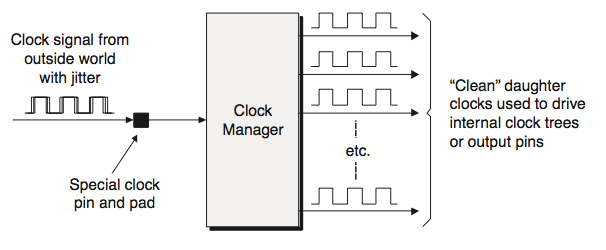 Clock signal from
outside world
with jitter
Special clock
pin and pad
Clock
Manager
etc.
“Clean” daughter
clocks used to drive
internal clock trees
or output pins